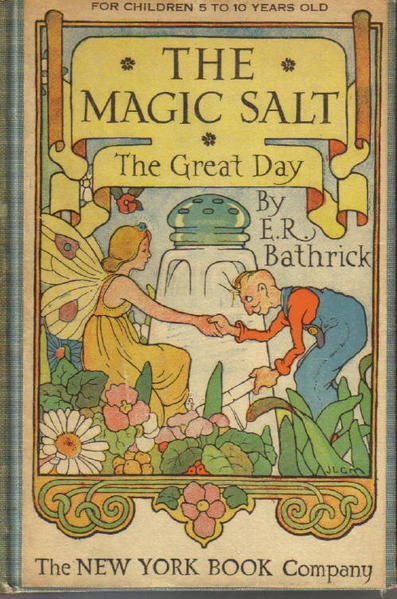 FOR CHILDREN 5 TO 10 YEARS OLD
THE
MAGIC SALT
The Great Day
By
E.R.
Bathrick
JLGM
The NEW YORK BOOK Company